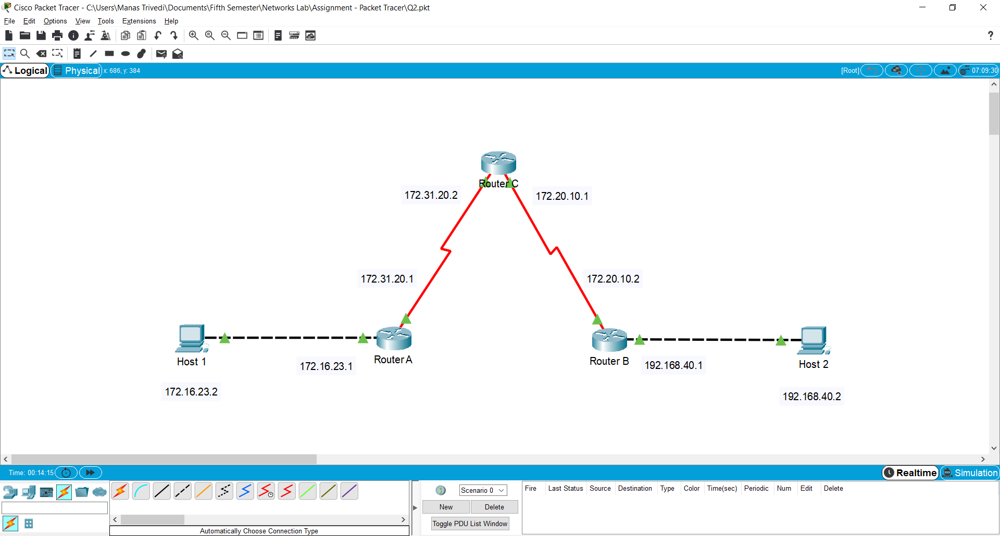 Cisco Packet Tracer - C:\Users\Manas Trivedi\Documents\Fifth Semester\Networks Lab\Assignment - Packet Tracer\Q2.pkt
File Edit Options View Tools Extensions Help
?
Logical Physical x: 686, y: 384 [Root] 07:09:30
Router C
172.31.20.2
172.20.10.1
172.31.20.1
172.20.10.2
Host 1
172.16.23.1
Router A
Router B
192.168.40.1
Host 2
172.16.23.2
192.168.40.2
Time: 00:14:15 Realtime Simulation
Scenario 0
Fire Last Status Source Destination Type Color Time(sec) Periodic Num Edit Delete
New Delete
Toggle PDU List Window
Automatically Choose Connection Type